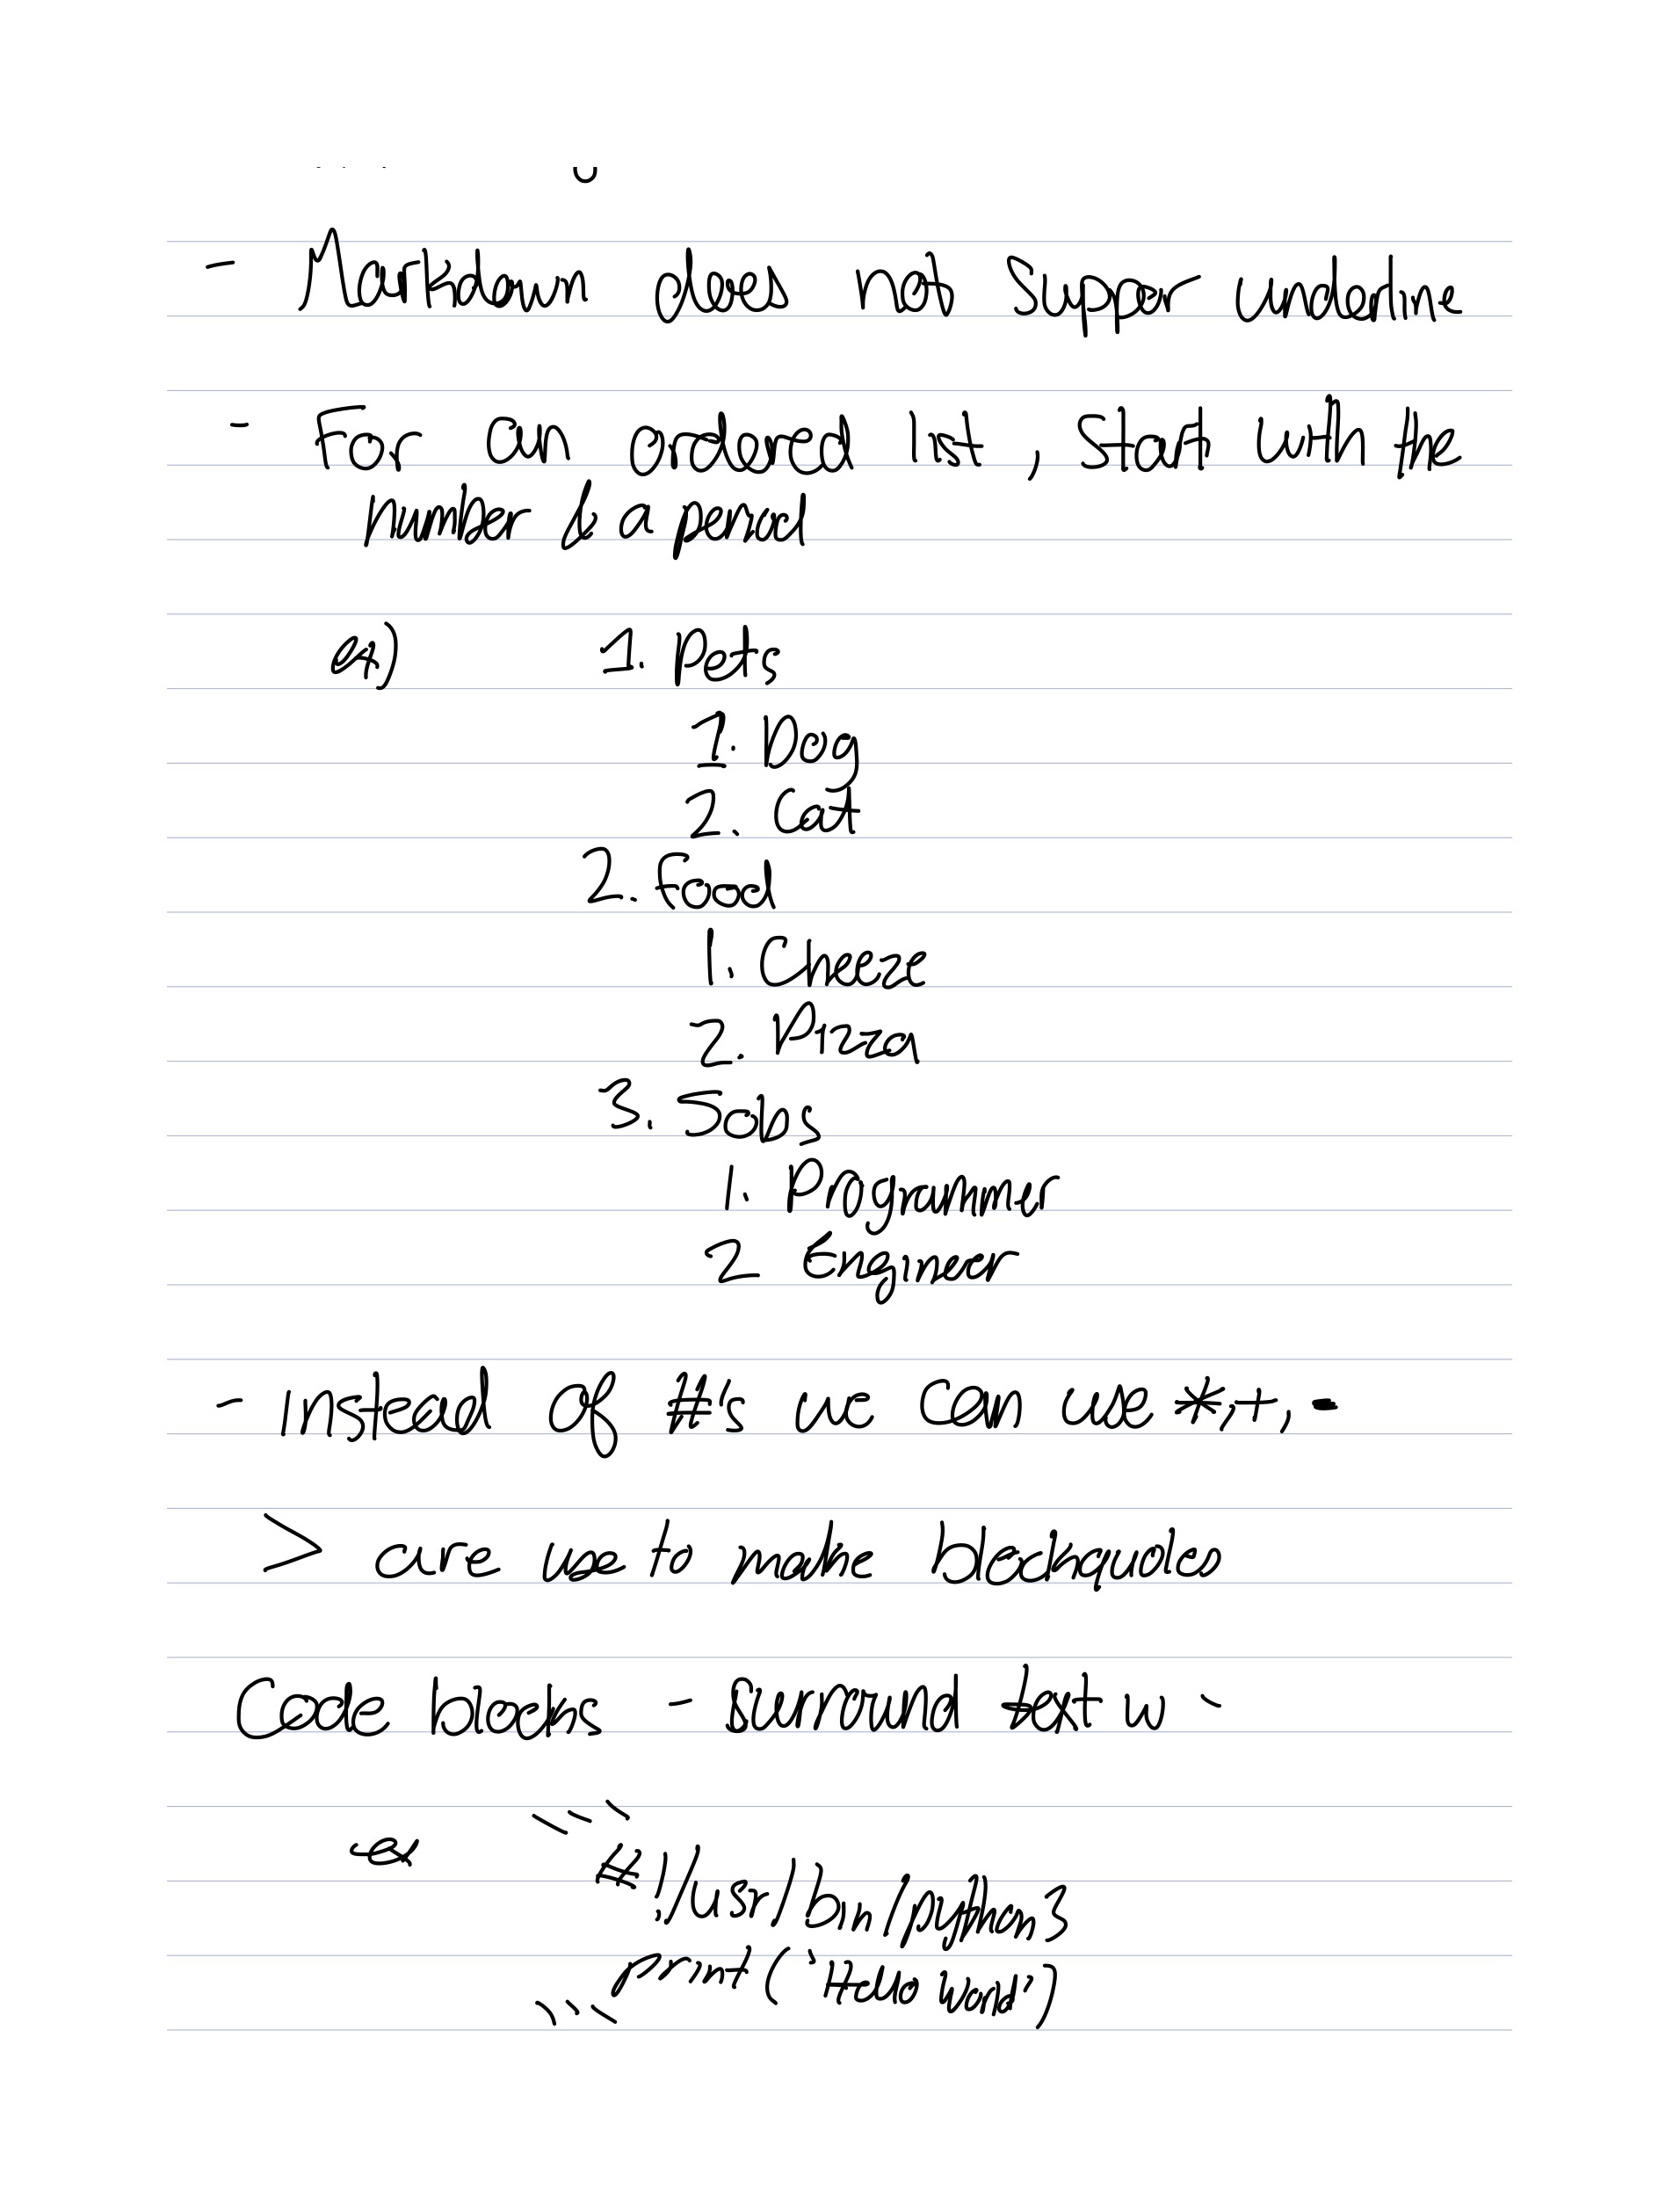 - Markdown does not suppor underline
- For an ordered list, Start with the
number & a period
ex) 1. Pets
1. Dog
2. Cat
2. Food
1. Cheeze
2. Pizza
3. Jobs
1. Programmer
2 Engineer
- instead of #'s we can use *, +, -
> are use to make blockquotes
Code blocks - surround text w `
ex ```
#!/usr/bin/python3
print('Hello World')
```